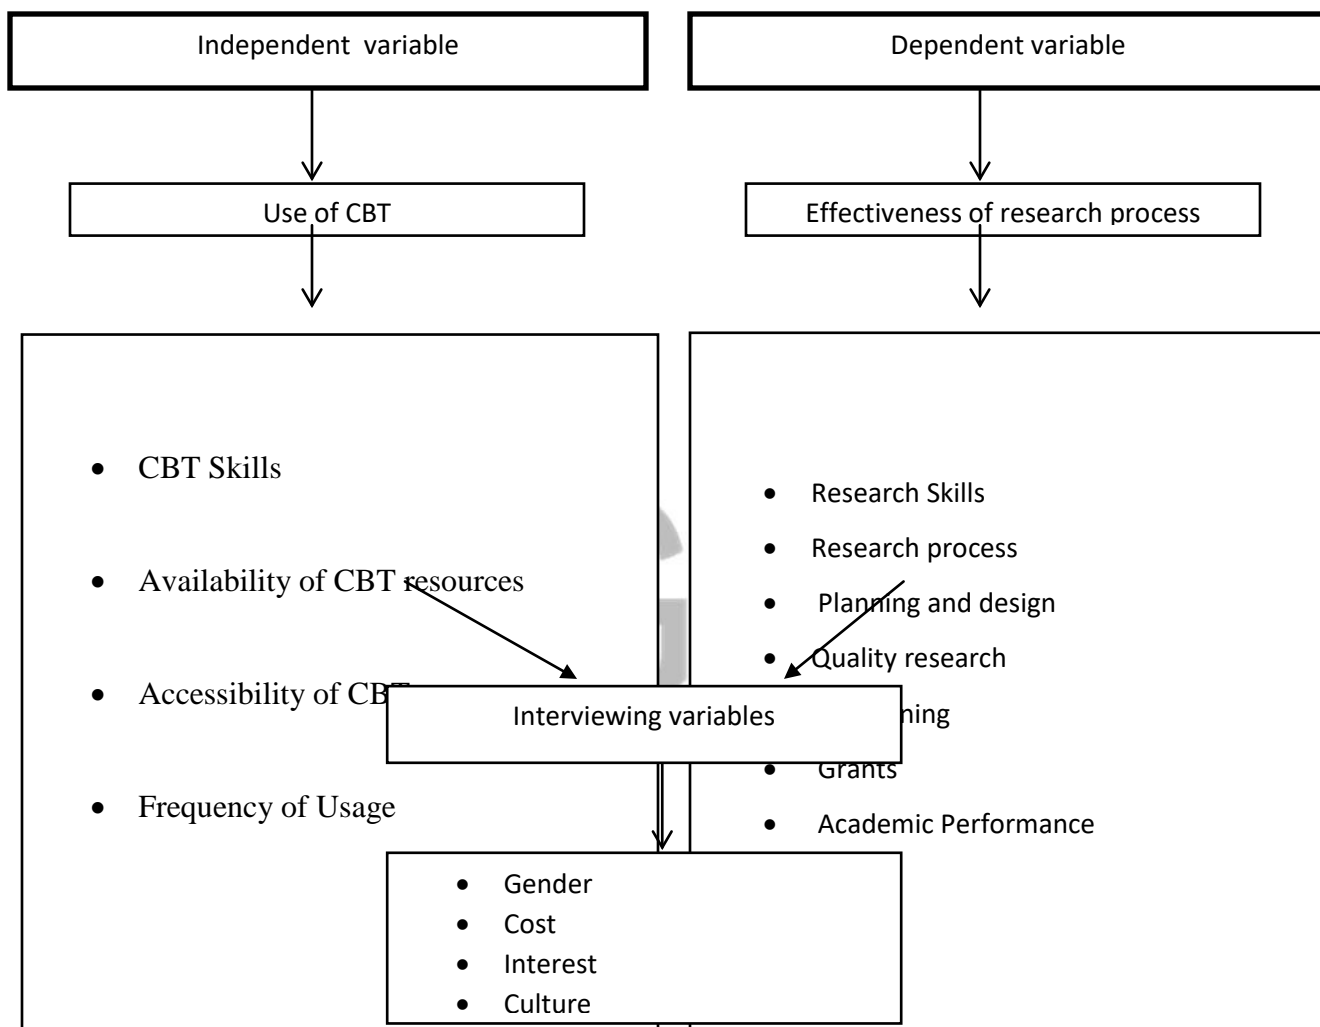 Independent variable
Dependent variable
Use of CBT
Effectiveness of research process
• CBT Skills
• Availability of CBT resources
• Accessibility of CBT
• Frequency of Usage
• Research Skills
• Research process
• Planning and design
• Quality research
ning
• Grants
• Academic Performance
Interviewing variables
• Gender
• Cost
• Interest
• Culture